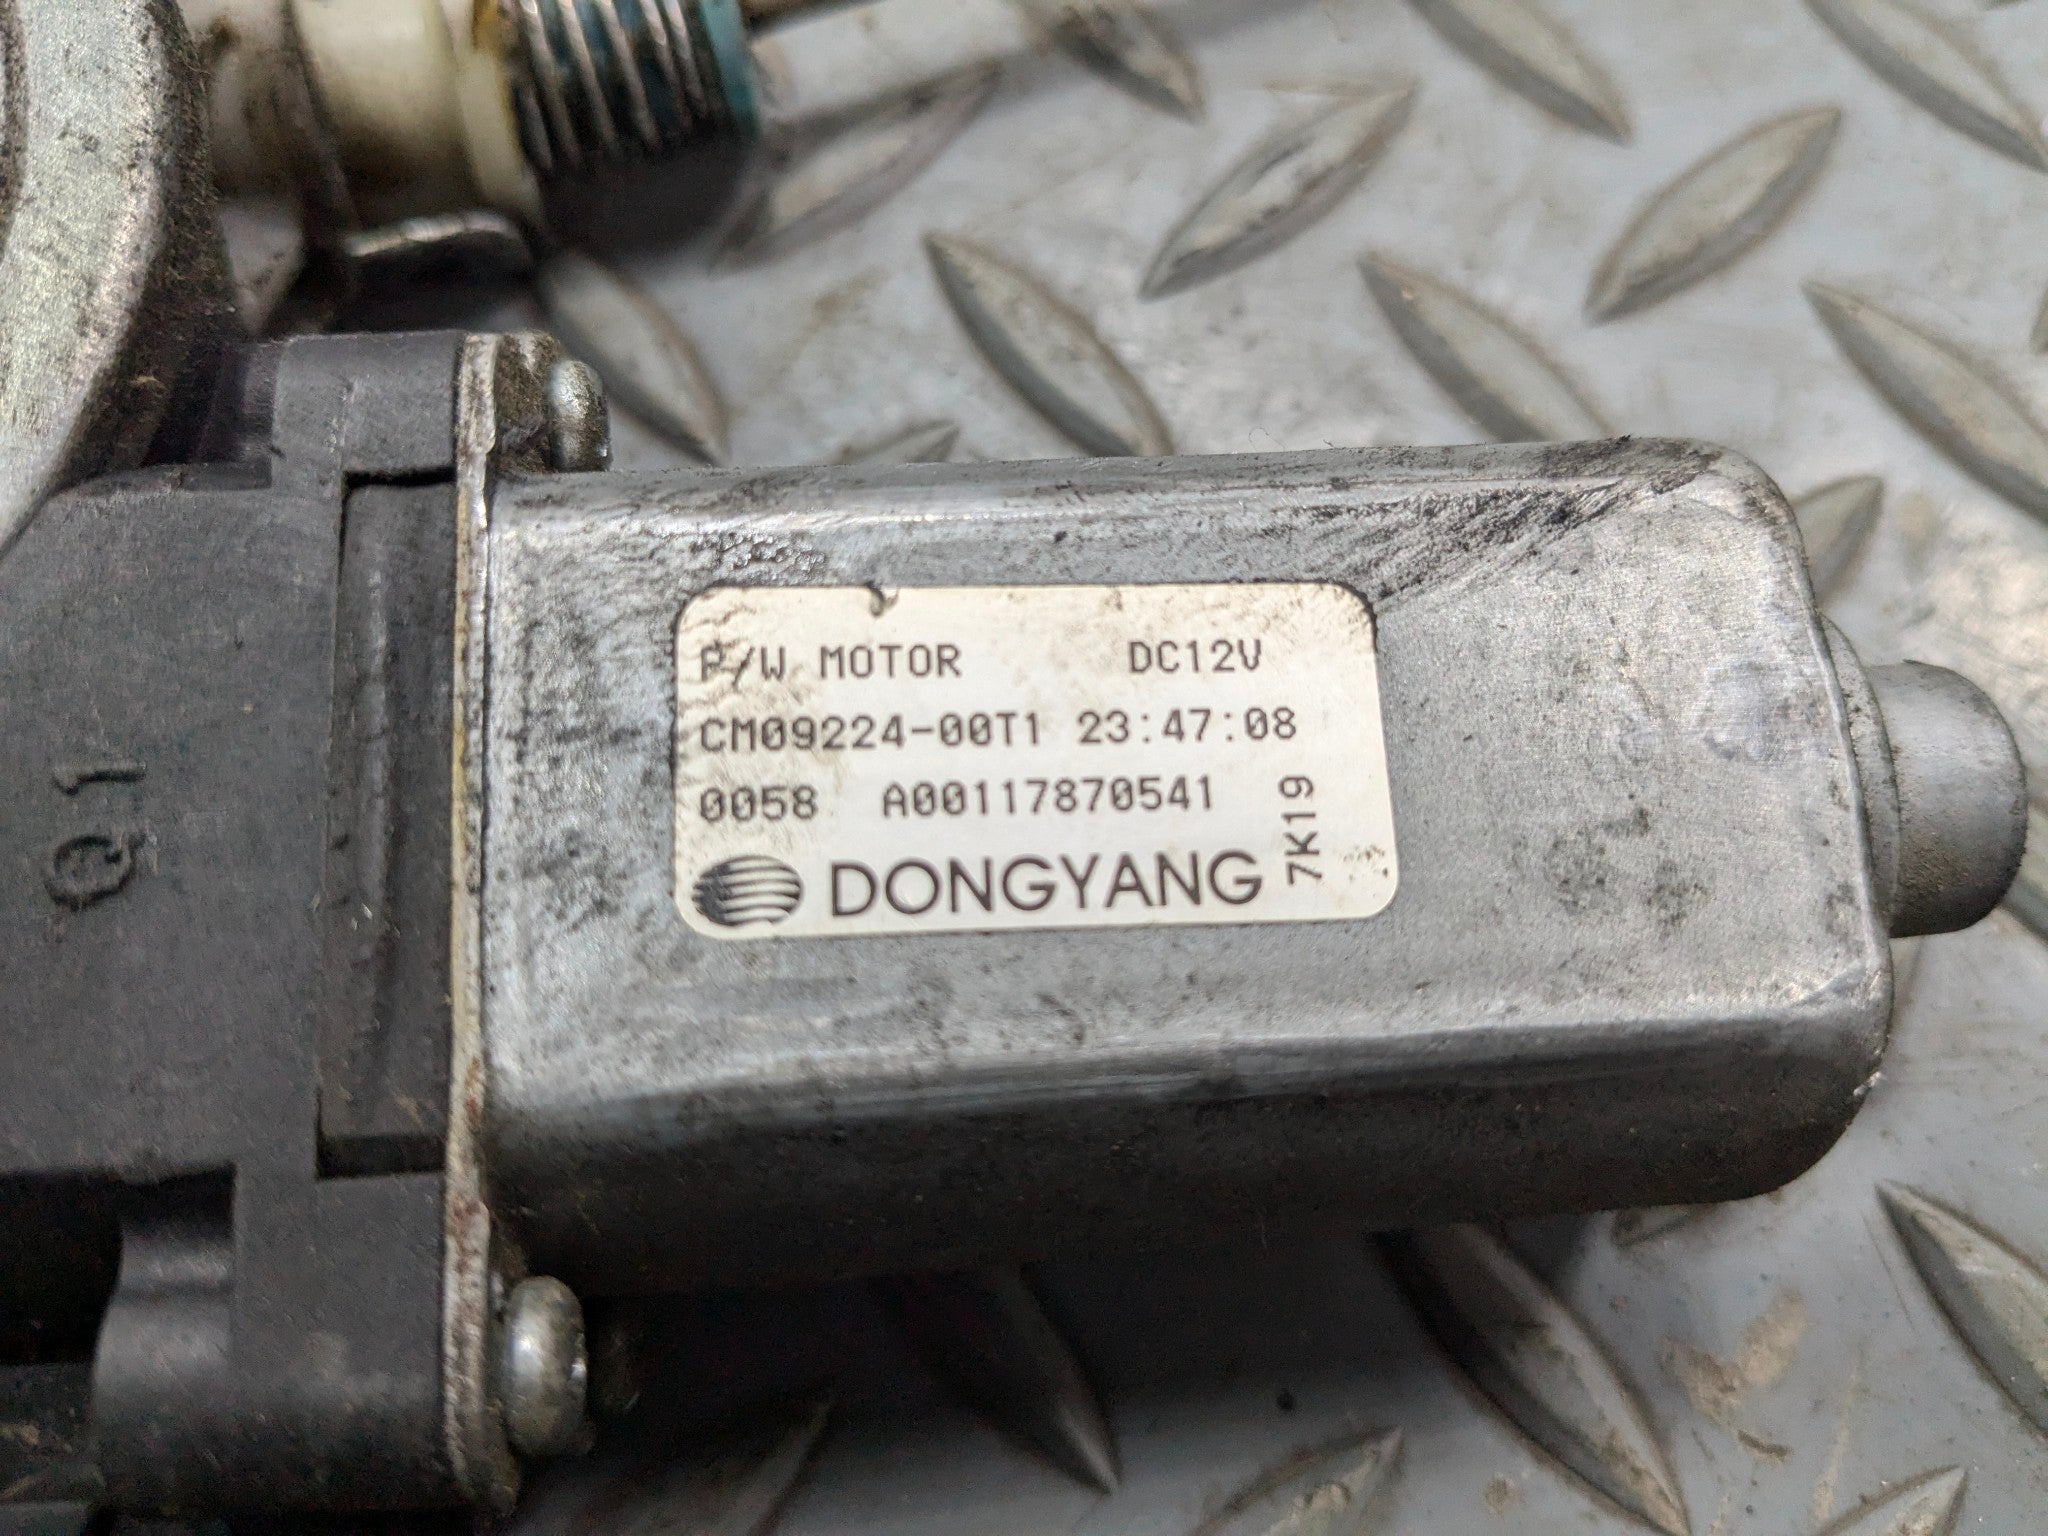 P/W MOTOR DC12V
CM09224-00T1 23:47:08
0058 A00117870541
7K19
DONGYANG
Q1